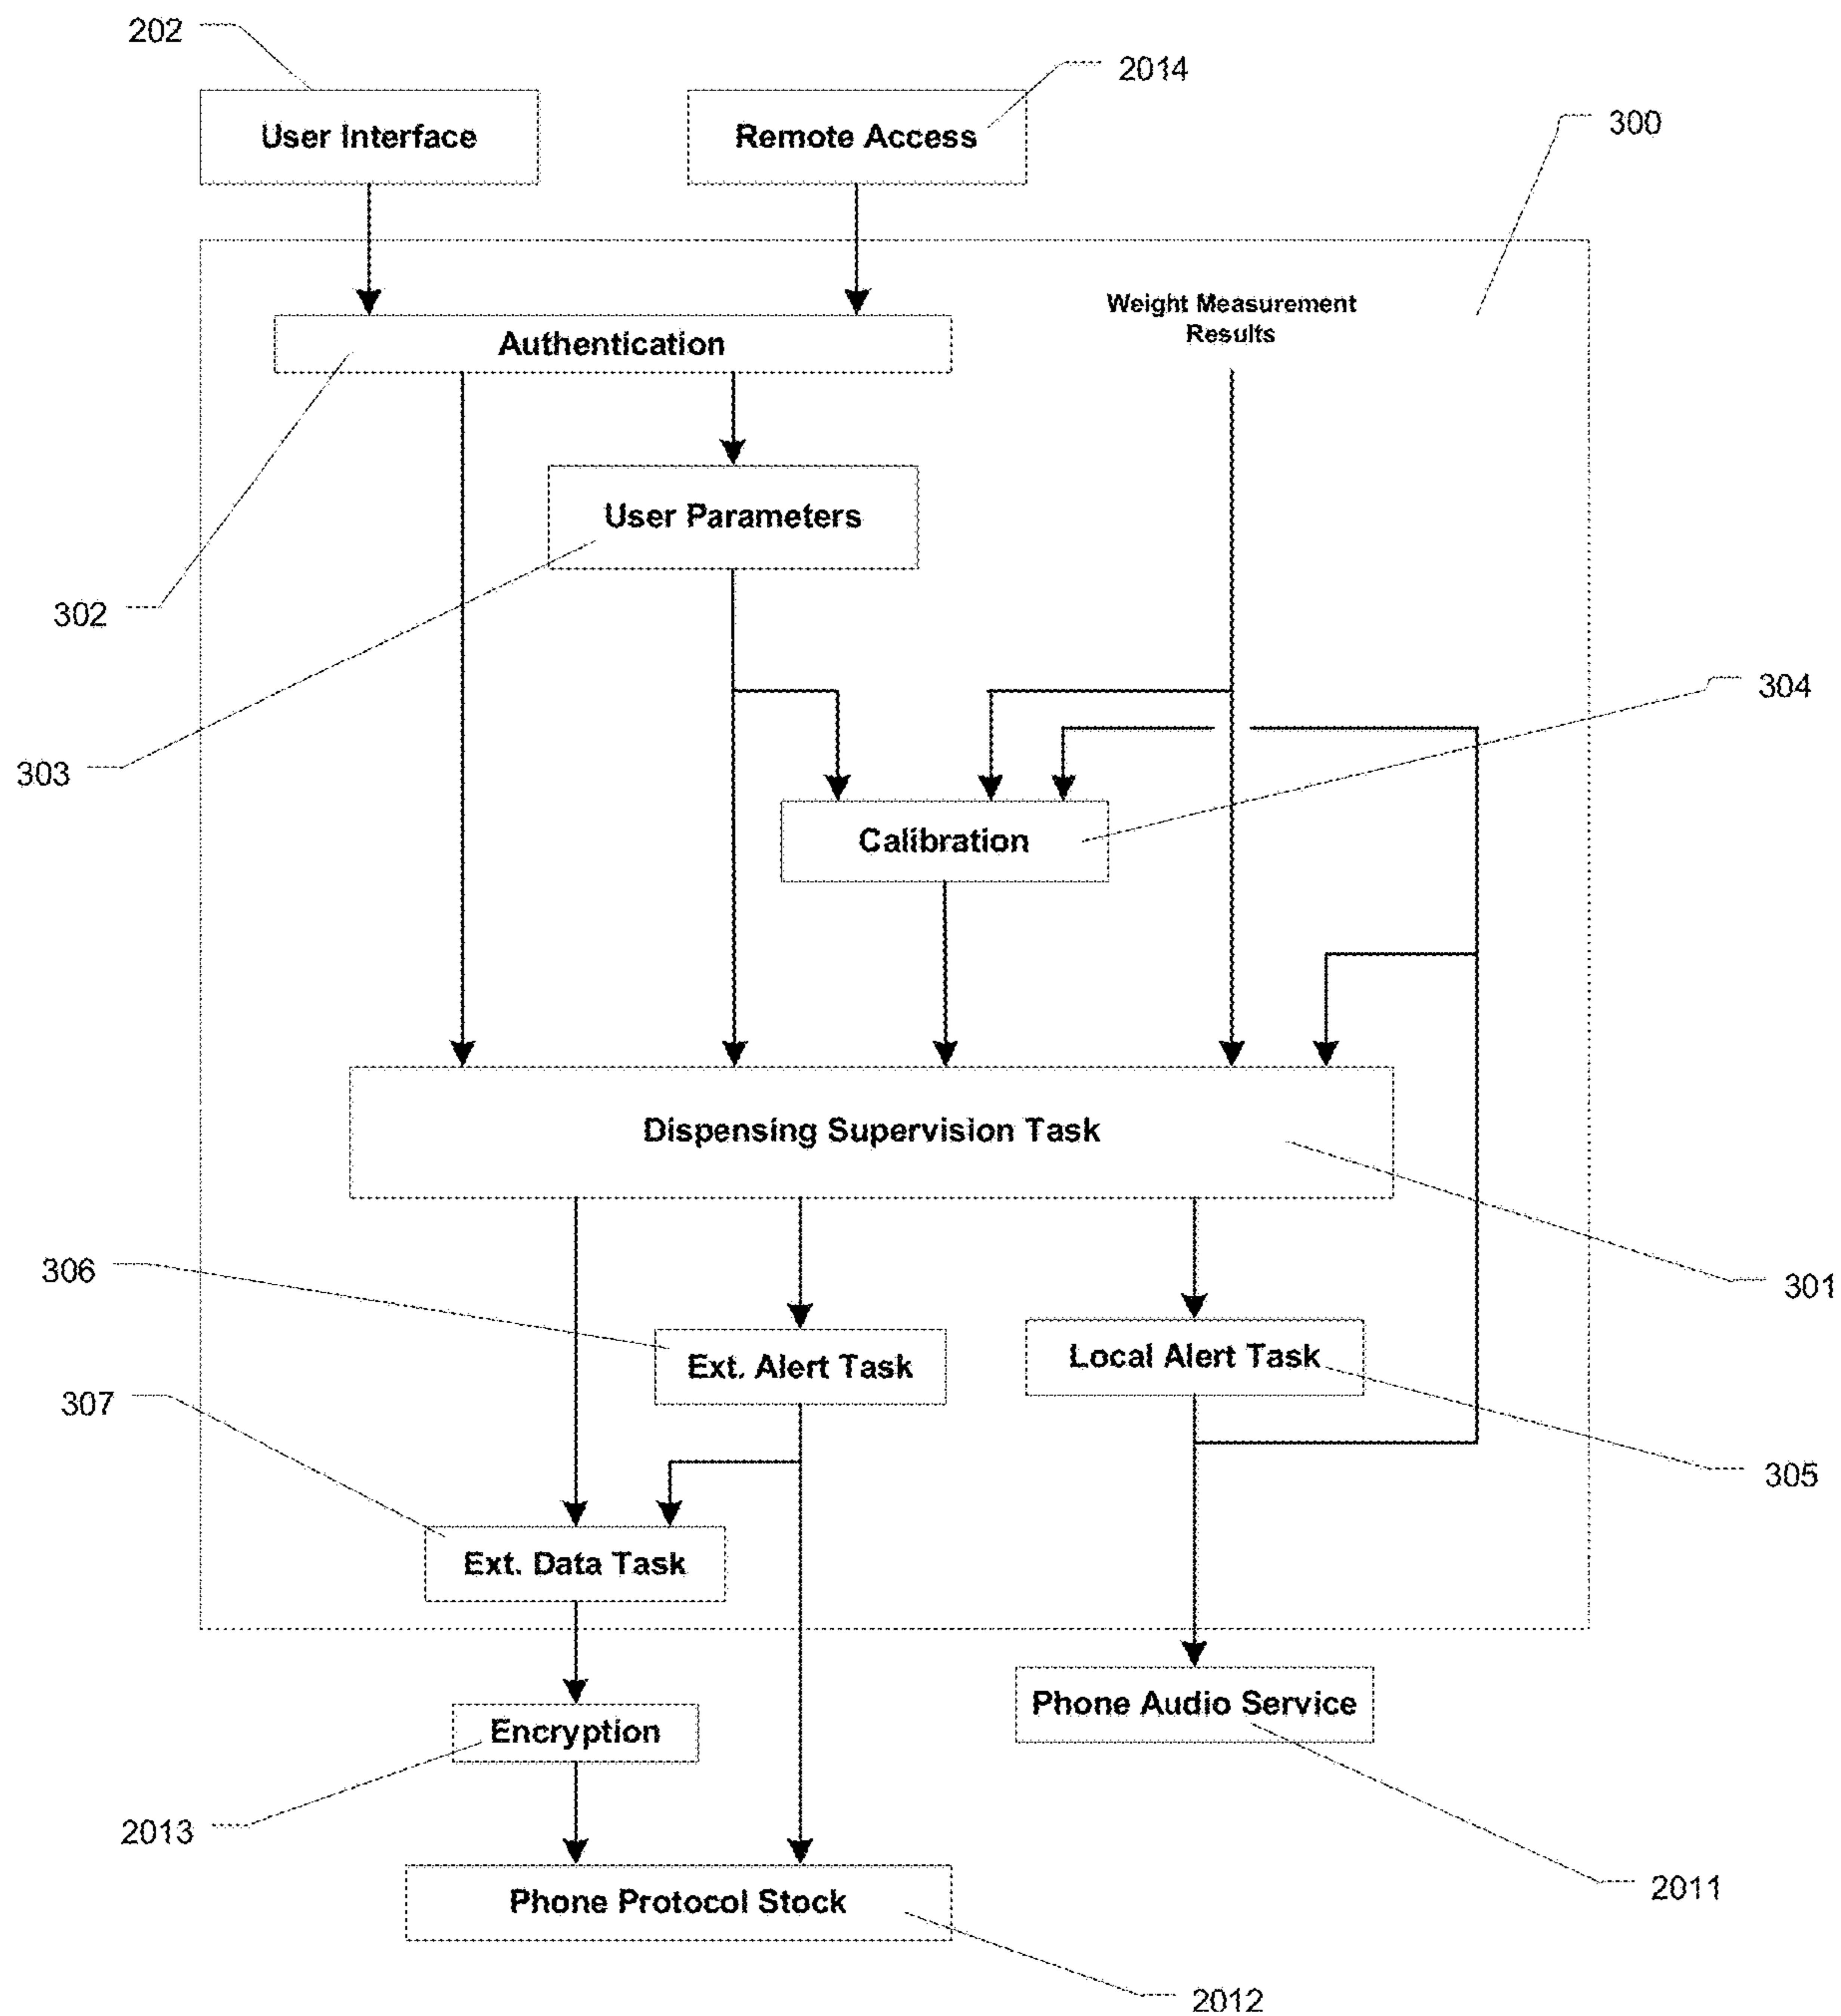 202
2014
User Interface
Remote Access
300
Weight Measurement
Results
Authentication
User Parameters
302
304
303
Calibration
Dispensing Supervision Task
306
301
Ext. Alert Task
Local Alert Task
307
305
Ext. Data Task
Phone Audio Service
Encryption
2013
2011
Phone Protocol Stock
2012